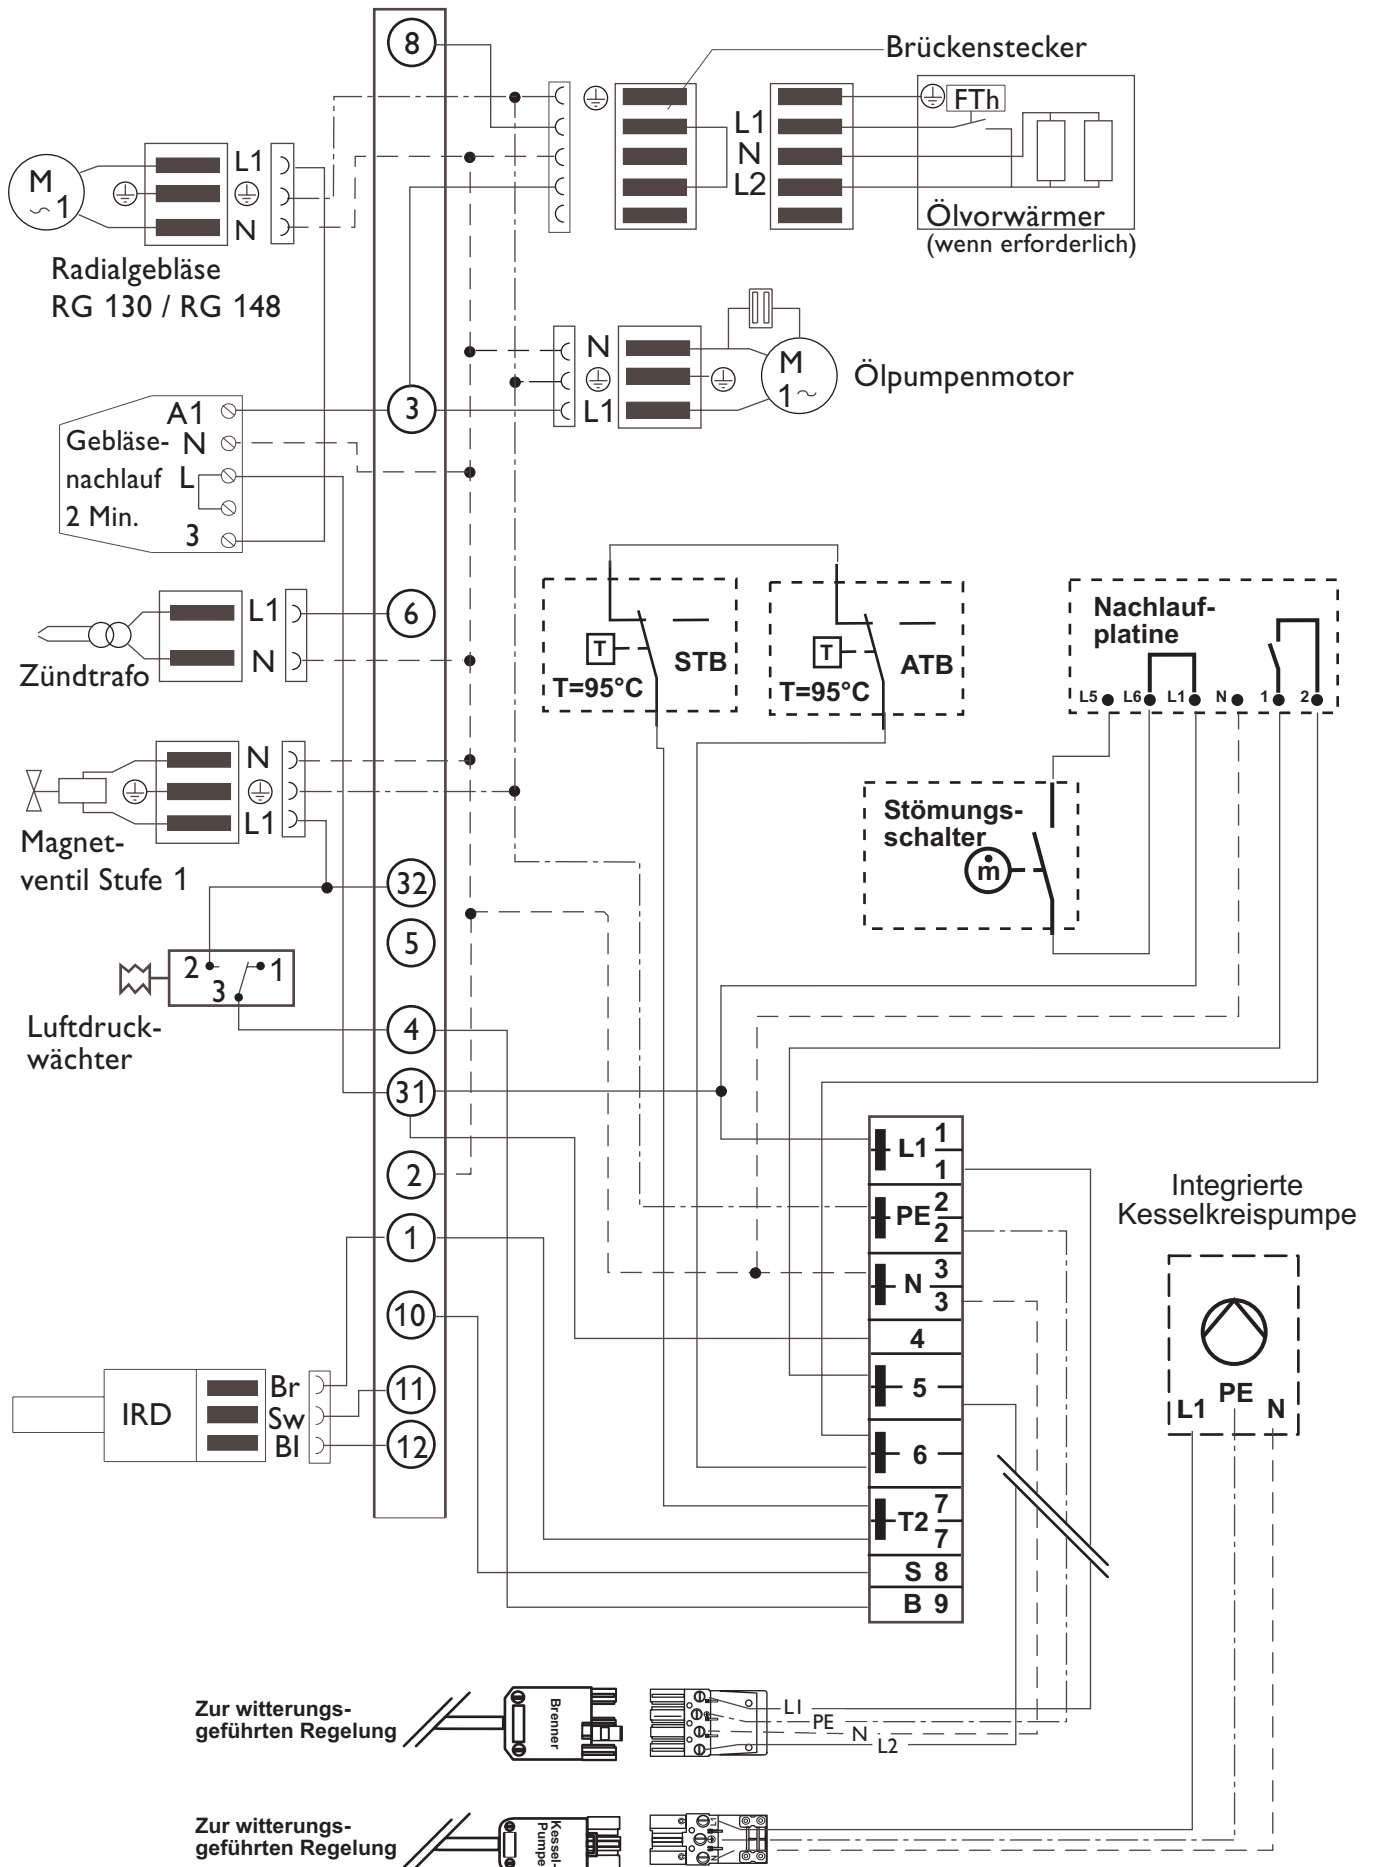 8
Brückenstecker
FTh
L1
N
L2
Ölvorwärmer
(wenn erforderlich)
M
~ 1
L1
N
Radialgebläse
RG 130 / RG 148
N
L1
M
1~
Ölpumpenmotor
3
A1
Gebläse- N
nachlauf L
2 Min.
3
6
L1
N
Zündtrafo
T
STB
T=95°C
T
ATB
T=95°C
Nachlauf-
platine
L5 L6 L1 N 1 2
N
L1
Magnet-
ventil Stufe 1
Stömungs-
schalter
m
32
5
2 1
3
Luftdruck-
wächter
4
31
2
1
10
11
12
IRD
Br
Sw
Bl
L1 1
1
PE 2
2
N 3
3
4
5
6
T2 7
7
S 8
B 9
Integrierte
Kesselkreispumpe
L1 PE N
Zur witterungs-
geführten Regelung
Brenner
L1
PE
N
L2
Zur witterungs-
geführten Regelung
Kessel-
Pumpe
L1
N